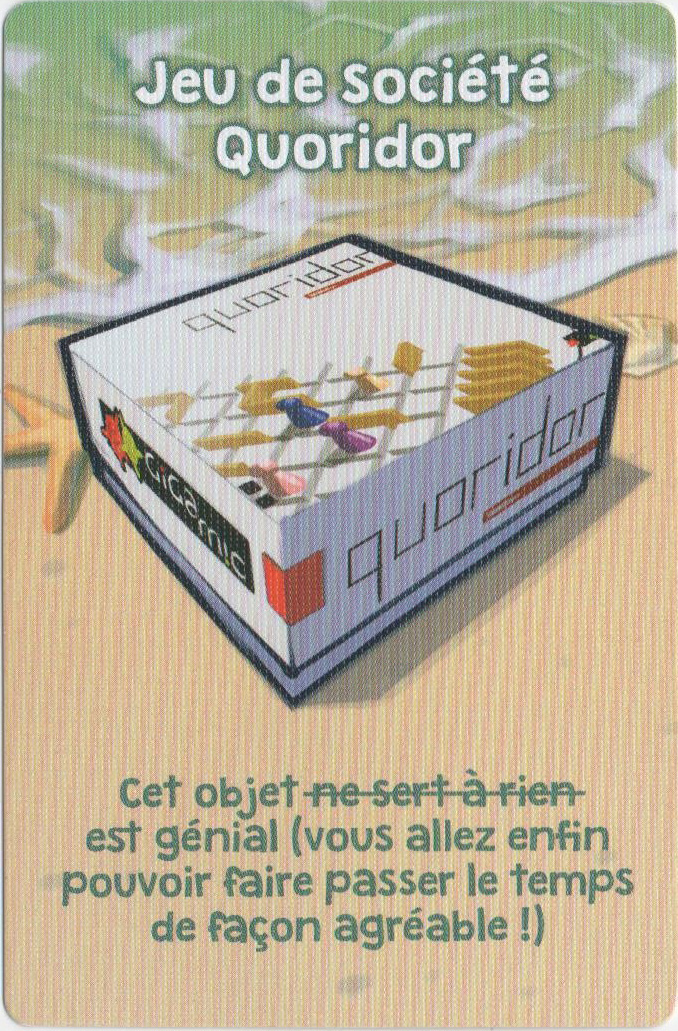 Jeu de société
Quoridor
quoridor
GiGamic
quoridor
Cet objet ~~ne sert à rien~~
est génial (vous allez enfin
pouvoir faire passer le temps
de façon agréable !)